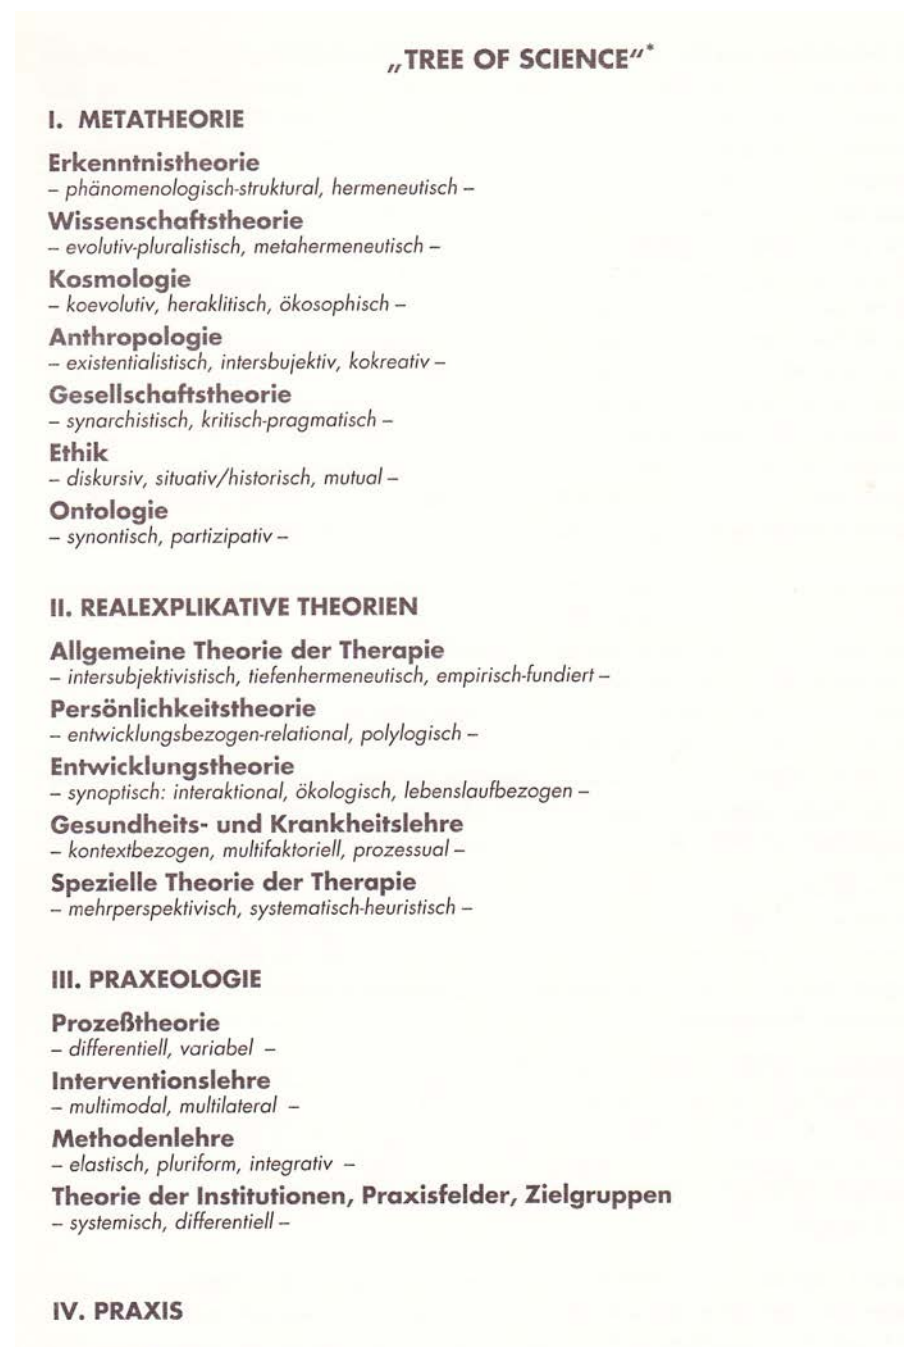 „TREE OF SCIENCE“*
I. METATHEORIE
Erkenntnistheorie
– phänomenologisch-struktural, hermeneutisch –
Wissenschaftstheorie
– evolutiv-pluralistisch, metahermeneutisch –
Kosmologie
– koevolutiv, heraklitisch, ökosophisch –
Anthropologie
– existentialistisch, intersbujektiv, kokreativ –
Gesellschaftstheorie
– synarchistisch, kritisch-pragmatisch –
Ethik
– diskursiv, situativ/historisch, mutual –
Ontologie
– synontisch, partizipativ –
II. REALEXPLIKATIVE THEORIEN
Allgemeine Theorie der Therapie
– intersubjektivistisch, tiefenhermeneutisch, empirisch-fundiert –
Persönlichkeitstheorie
– entwicklungsbezogen-relational, polylogisch –
Entwicklungstheorie
– synoptisch: interaktional, ökologisch, lebenslaufbezogen –
Gesundheits- und Krankheitslehre
– kontextbezogen, multifaktoriell, prozessual –
Spezielle Theorie der Therapie
– mehrperspektivisch, systematisch-heuristisch –
III. PRAXEOLOGIE
Prozeßtheorie
– differentiell, variabel –
Interventionslehre
– multimodal, multilateral –
Methodenlehre
– elastisch, pluriform, integrativ –
Theorie der Institutionen, Praxisfelder, Zielgruppen
– systemisch, differentiell –
IV. PRAXIS